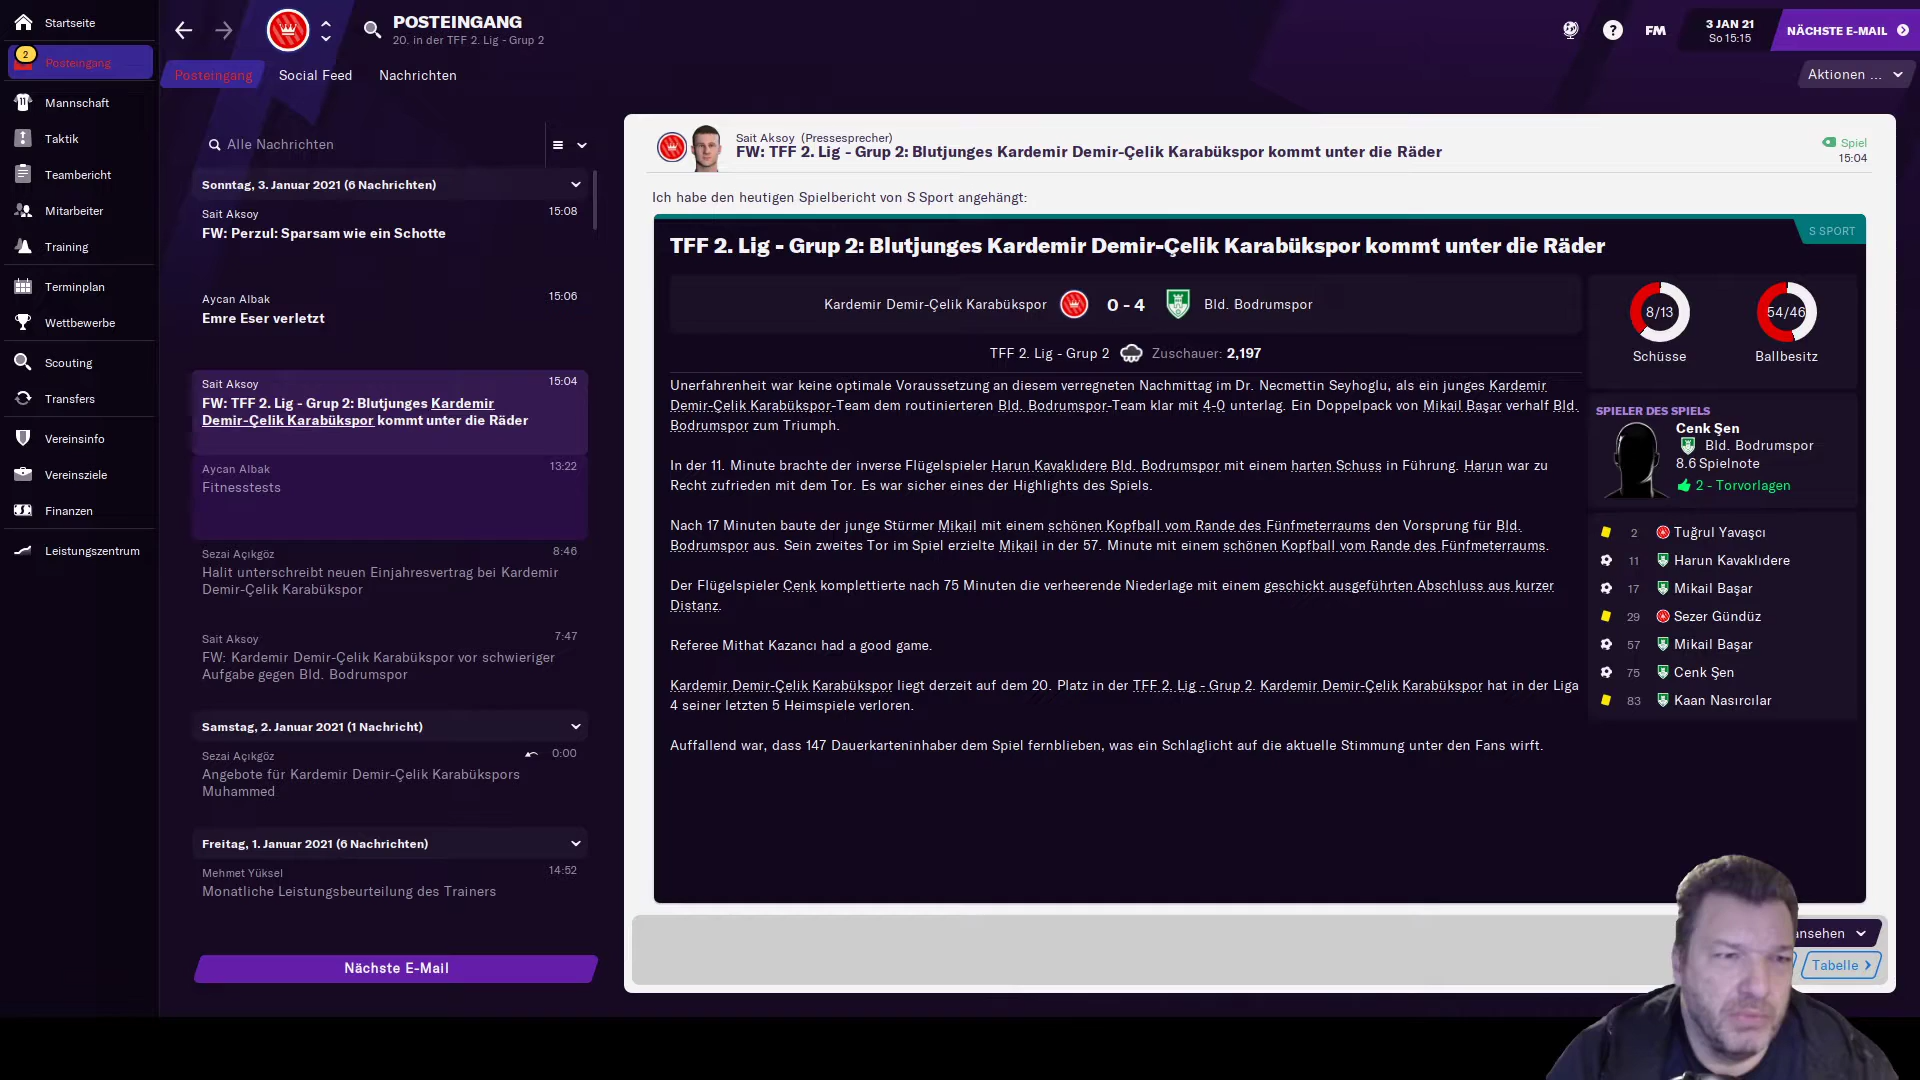 Startseite
2
Posteingang
Mannschaft
Taktik
Teambericht
Mitarbeiter
Training
Terminplan
Wettbewerbe
Scouting
Transfers
Vereinsinfo
Vereinsziele
Finanzen
Leistungszentrum
POSTEINGANG
20. in der TFF 2. Lig - Grup 2
FM
3 JAN 21
So 15:15
NÄCHSTE E-MAIL
Posteingang
Social Feed
Nachrichten
Aktionen ...
Alle Nachrichten
Sonntag, 3. Januar 2021 (6 Nachrichten)
Sait Aksoy 15:08
FW: Perzul: Sparsam wie ein Schotte
Aycan Albak 15:06
Emre Eser verletzt
Sait Aksoy 15:04
FW: TFF 2. Lig - Grup 2: Blutjunges Kardemir
Demir-Çelik Karabükspor kommt unter die Räder
Aycan Albak 13:22
Fitnesstests
Sezai Açıkgöz 8:46
Halit unterschreibt neuen Einjahresvertrag bei Kardemir
Demir-Çelik Karabükspor
Sait Aksoy 7:47
FW: Kardemir Demir-Çelik Karabükspor vor schwieriger
Aufgabe gegen Bld. Bodrumspor
Samstag, 2. Januar 2021 (1 Nachricht)
Sezai Açıkgöz 0:00
Angebote für Kardemir Demir-Çelik Karabükspors
Muhammed
Freitag, 1. Januar 2021 (6 Nachrichten)
Mehmet Yüksel 14:52
Monatliche Leistungsbeurteilung des Trainers
Nächste E-Mail
Sait Aksoy (Pressesprecher)
FW: TFF 2. Lig - Grup 2: Blutjunges Kardemir Demir-Çelik Karabükspor kommt unter die Räder
Spiel
15:04
Ich habe den heutigen Spielbericht von S Sport angehängt:
S SPORT
TFF 2. Lig - Grup 2: Blutjunges Kardemir Demir-Çelik Karabükspor kommt unter die Räder
Kardemir Demir-Çelik Karabükspor 0 - 4 Bld. Bodrumspor
TFF 2. Lig - Grup 2 Zuschauer: 2,197
Unerfahrenheit war keine optimale Voraussetzung an diesem verregneten Nachmittag im Dr. Necmettin Seyhoglu, als ein junges Kardemir
Demir-Çelik Karabükspor-Team dem routinierteren Bld. Bodrumspor-Team klar mit 4-0 unterlag. Ein Doppelpack von Mikail Başar verhalf Bld.
Bodrumspor zum Triumph.
In der 11. Minute brachte der inverse Flügelspieler Harun Kavaklıdere Bld. Bodrumspor mit einem harten Schuss in Führung. Harun war zu
Recht zufrieden mit dem Tor. Es war sicher eines der Highlights des Spiels.
Nach 17 Minuten baute der junge Stürmer Mikail mit einem schönen Kopfball vom Rande des Fünfmeterraums den Vorsprung für Bld.
Bodrumspor aus. Sein zweites Tor im Spiel erzielte Mikail in der 57. Minute mit einem schönen Kopfball vom Rande des Fünfmeterraums.
Der Flügelspieler Cenk komplettierte nach 75 Minuten die verheerende Niederlage mit einem geschickt ausgeführten Abschluss aus kurzer
Distanz.
Referee Mithat Kazancı had a good game.
Kardemir Demir-Çelik Karabükspor liegt derzeit auf dem 20. Platz in der TFF 2. Lig - Grup 2. Kardemir Demir-Çelik Karabükspor hat in der Liga
4 seiner letzten 5 Heimspiele verloren.
Auffallend war, dass 147 Dauerkarteninhaber dem Spiel fernblieben, was ein Schlaglicht auf die aktuelle Stimmung unter den Fans wirft.
8/13
Schüsse
54/46
Ballbesitz
SPIELER DES SPIELS
Cenk Şen
Bld. Bodrumspor
8.6 Spielnote
2 - Torvorlagen
2 Tuğrul Yavaşcı
11 Harun Kavaklıdere
17 Mikail Başar
29 Sezer Gündüz
57 Mikail Başar
75 Cenk Şen
83 Kaan Nasırcılar
ansehen
Tabelle